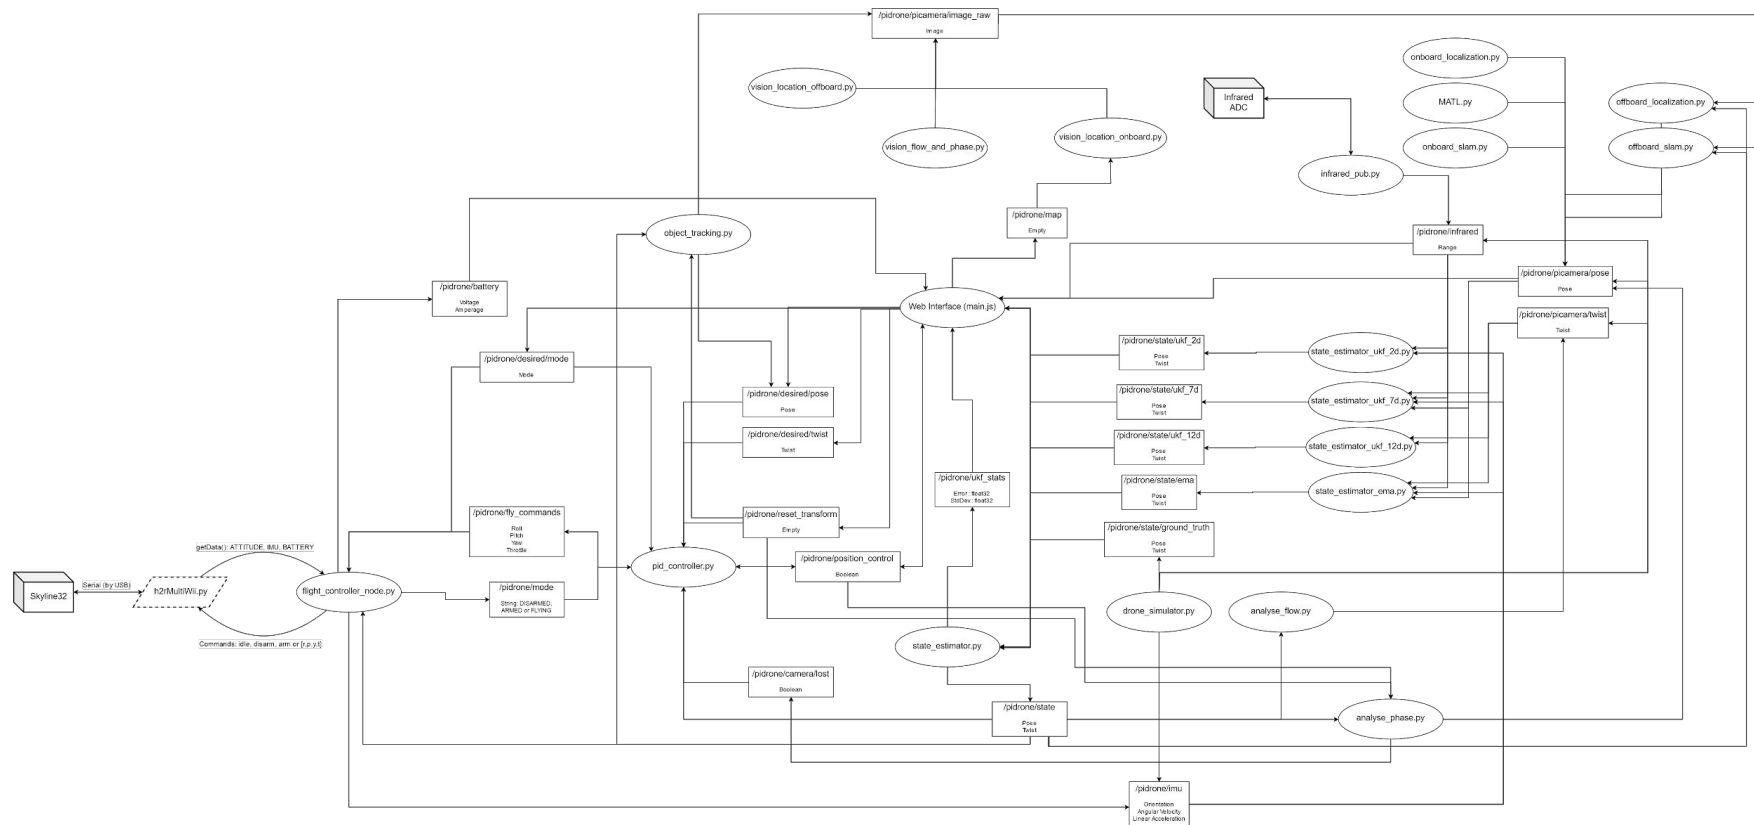 /pidrone/picamera/image_raw
Image
onboard_localization.py
vision_location_offboard.py
Infrared
ADC
MATL.py
offboard_localization.py
vision_location_onboard.py
vision_flow_and_phase.py
onboard_slam.py
offboard_slam.py
infrared_pub.py
/pidrone/map
Empty
object_tracking.py
/pidrone/infrared
Range
/pidrone/battery
Voltage
Amperage
/pidrone/picamera/pose
Pose
Web Interface (main.js)
/pidrone/picamera/twist
Twist
/pidrone/desired/mode
Mode
/pidrone/state/ukf_2d
Pose
Twist
state_estimator_ukf_2d.py
/pidrone/desired/pose
Pose
/pidrone/state/ukf_7d
Pose
Twist
state_estimator_ukf_7d.py
/pidrone/desired/twist
Twist
/pidrone/state/ukf_12d
Pose
Twist
state_estimator_ukf_12d.py
/pidrone/ukf_stats
Error : float32
StdDev : float32
/pidrone/state/ema
Pose
Twist
state_estimator_ema.py
/pidrone/fly_commands
Roll
Pitch
Yaw
Throttle
/pidrone/reset_transform
Empty
/pidrone/state/ground_truth
Pose
Twist
getData(): ATTITUDE, IMU, BATTERY
/pidrone/position_control
Boolean
pid_controller.py
Serial (by USB)
Skyline32
h2rMultiWii.py
flight_controller_node.py
/pidrone/mode
String: DISARMED,
ARMED or FLYING
drone_simulator.py
analyse_flow.py
Commands: idle, disarm, arm or [r,p,y,t]
state_estimator.py
/pidrone/camera/lost
Boolean
/pidrone/state
Pose
Twist
analyse_phase.py
/pidrone/imu
Orientation
Angular Velocity
Linear Acceleration